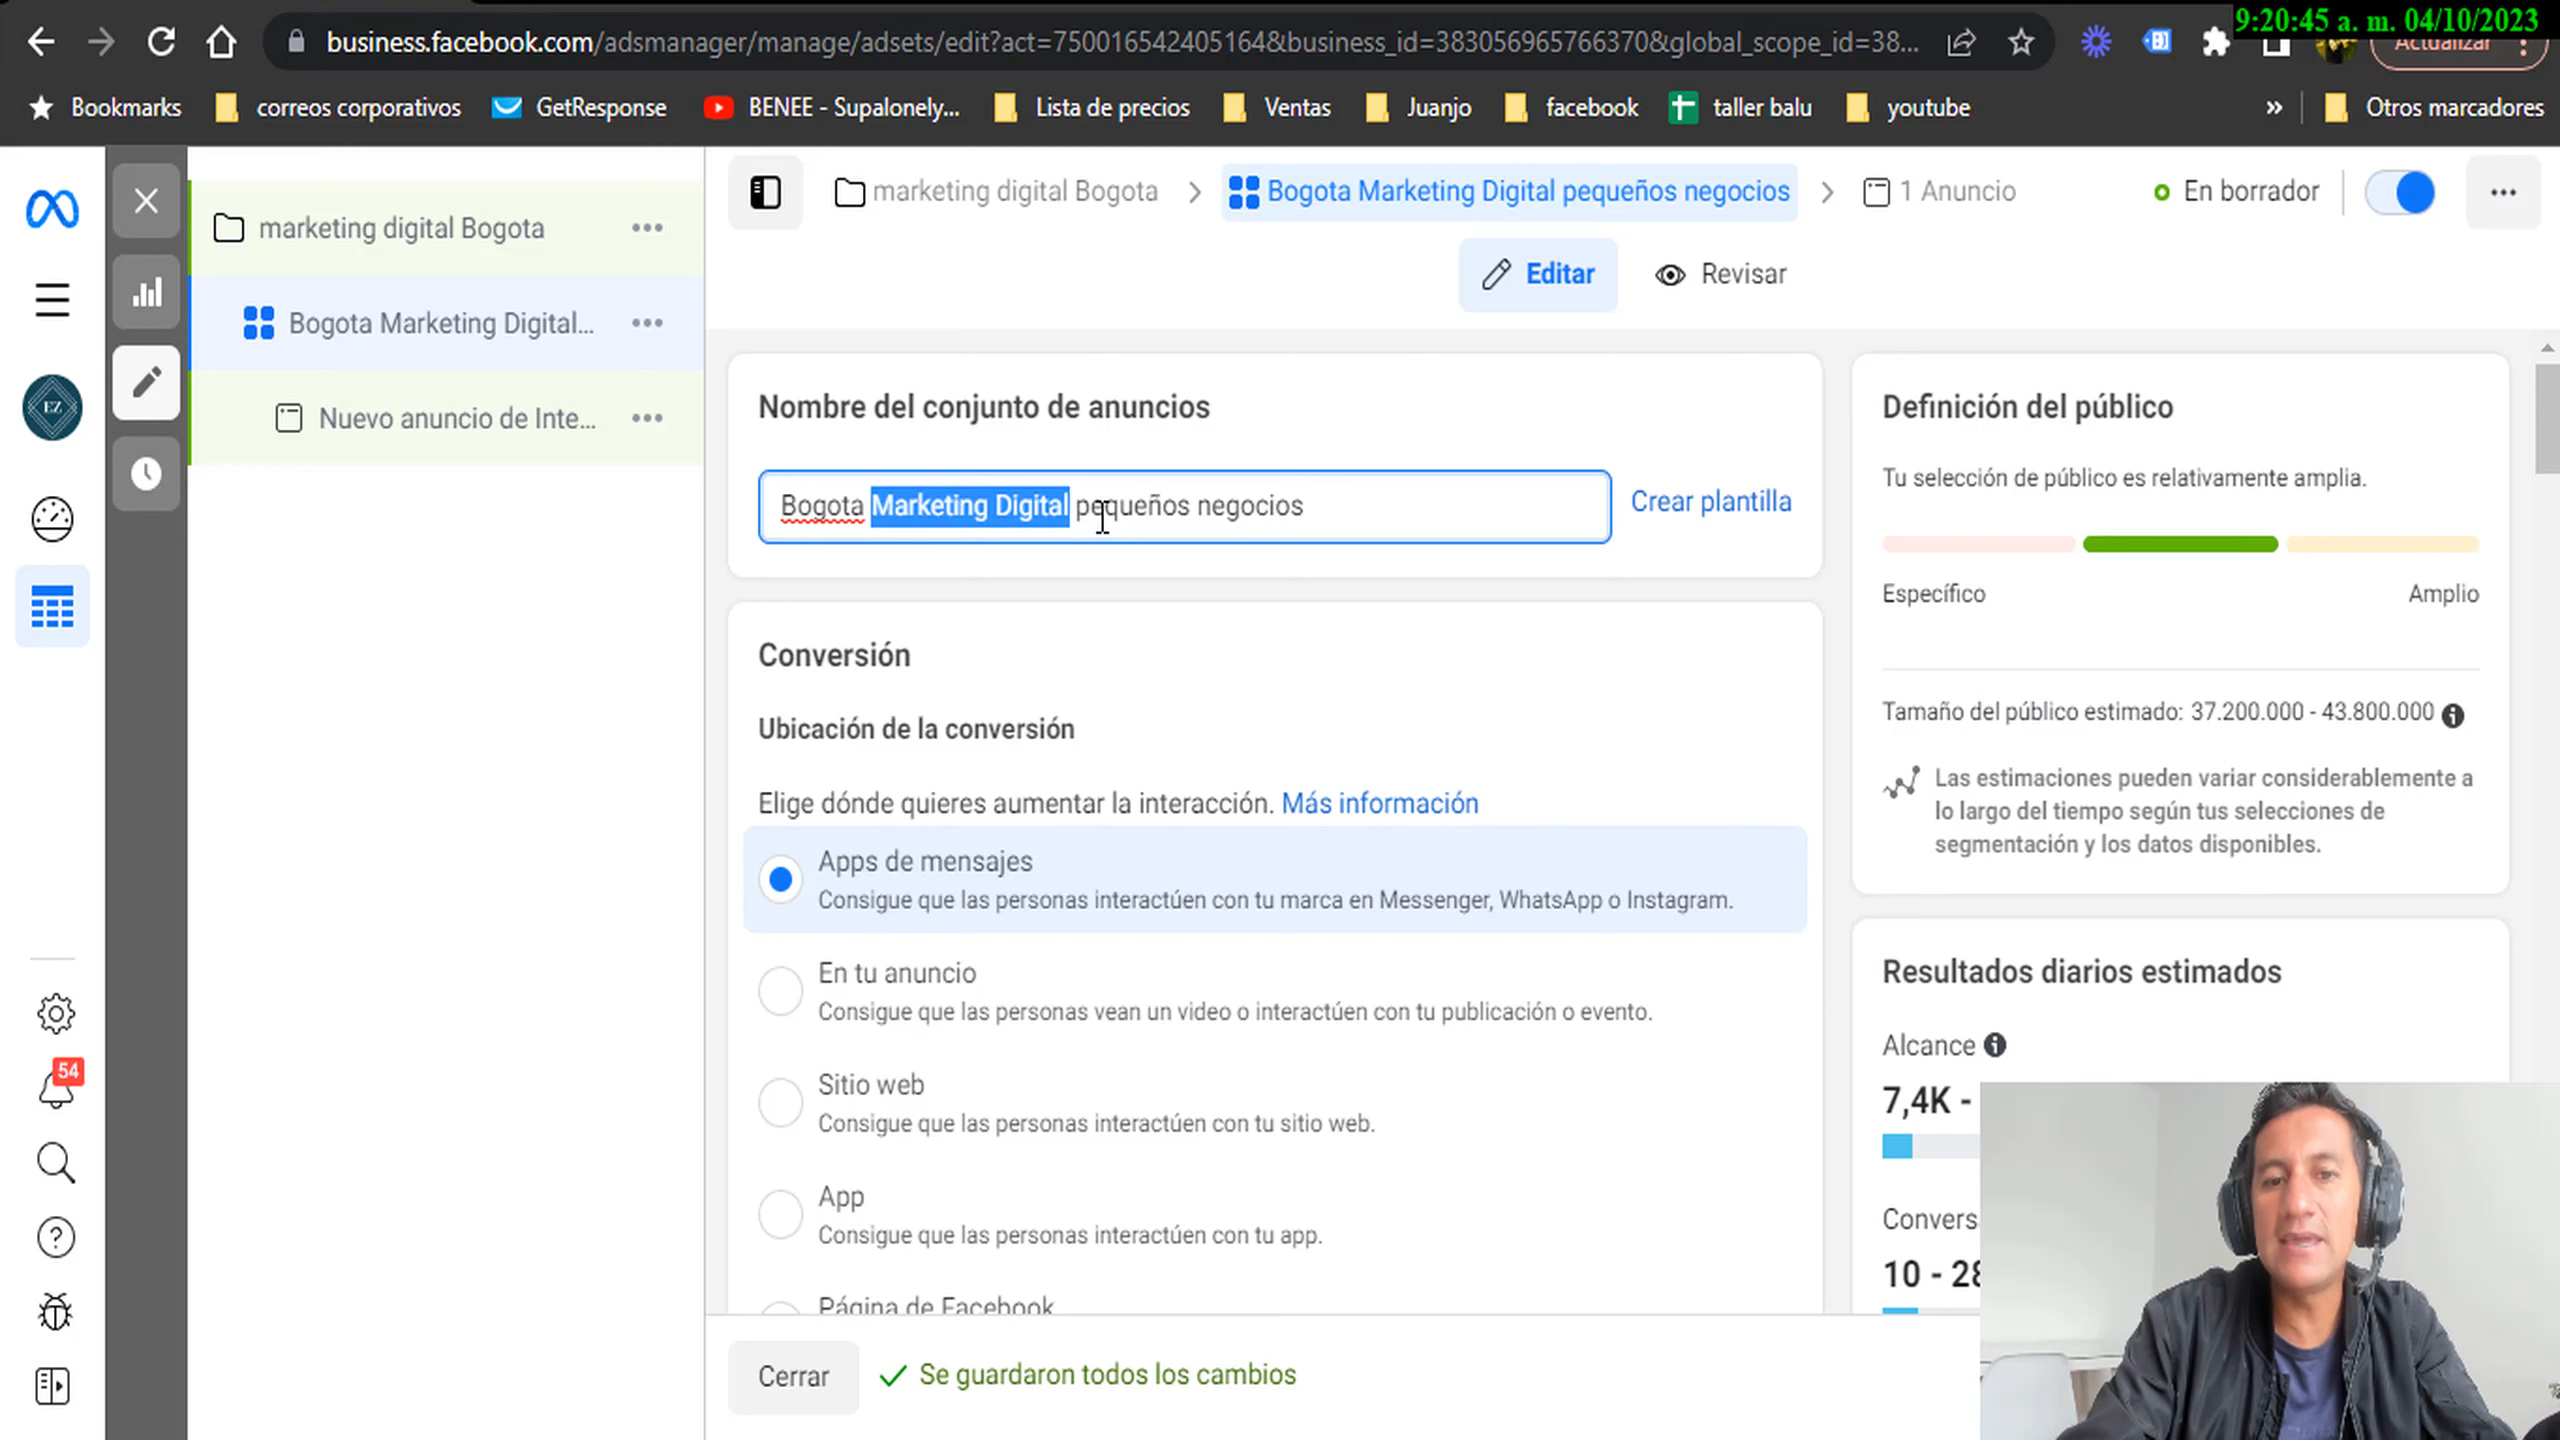 9:20:45 a. m. 04/10/2023
business.facebook.com/adsmanager/manage/adsets/edit?act=750016542405164&business_id=383056965766370&global_scope_id=38...
Actualizar
Bookmarks
correos corporativos
GetResponse
BENEE - Supalonely...
Lista de precios
Ventas
Juanjo
facebook
taller balu
youtube
»
Otros marcadores
marketing digital Bogota
Bogota Marketing Digital...
Nuevo anuncio de Inte...
EZ
54
marketing digital Bogota
Bogota Marketing Digital pequeños negocios
1 Anuncio
En borrador
Editar
Revisar
Nombre del conjunto de anuncios
Bogota Marketing Digital pequeños negocios
Crear plantilla
Conversión
Ubicación de la conversión
Elige dónde quieres aumentar la interacción. Más información
Apps de mensajes
Consigue que las personas interactúen con tu marca en Messenger, WhatsApp o Instagram.
En tu anuncio
Consigue que las personas vean un video o interactúen con tu publicación o evento.
Sitio web
Consigue que las personas interactúen con tu sitio web.
App
Consigue que las personas interactúen con tu app.
Página de Facebook
Cerrar
Se guardaron todos los cambios
Definición del público
Tu selección de público es relativamente amplia.
Específico
Amplio
Tamaño del público estimado: 37.200.000 - 43.800.000
Las estimaciones pueden variar considerablemente a
lo largo del tiempo según tus selecciones de
segmentación y los datos disponibles.
Resultados diarios estimados
Alcance
7,4K -
Convers
10 - 28